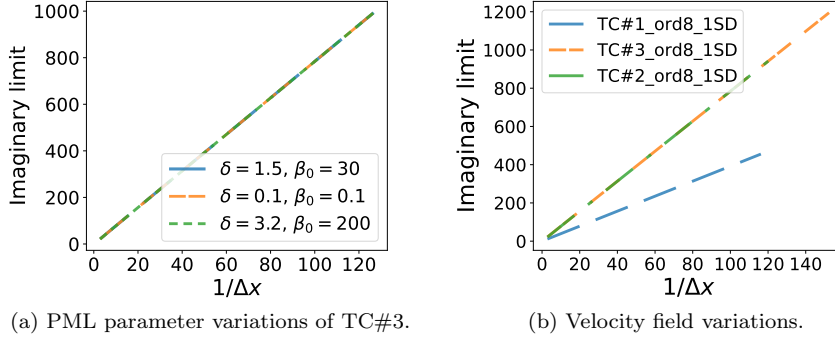 Imaginary limit
1000
800
600
400
200
0
δ = 1.5, β₀ = 30
δ = 0.1, β₀ = 0.1
δ = 3.2, β₀ = 200
0 20 40 60 80 100 120
1/Δx
(a) PML parameter variations of TC#3.
Imaginary limit
1200
1000
800
600
400
200
0
TC#1_ord8_1SD
TC#3_ord8_1SD
TC#2_ord8_1SD
0 20 40 60 80 100 120 140
1/Δx
(b) Velocity field variations.